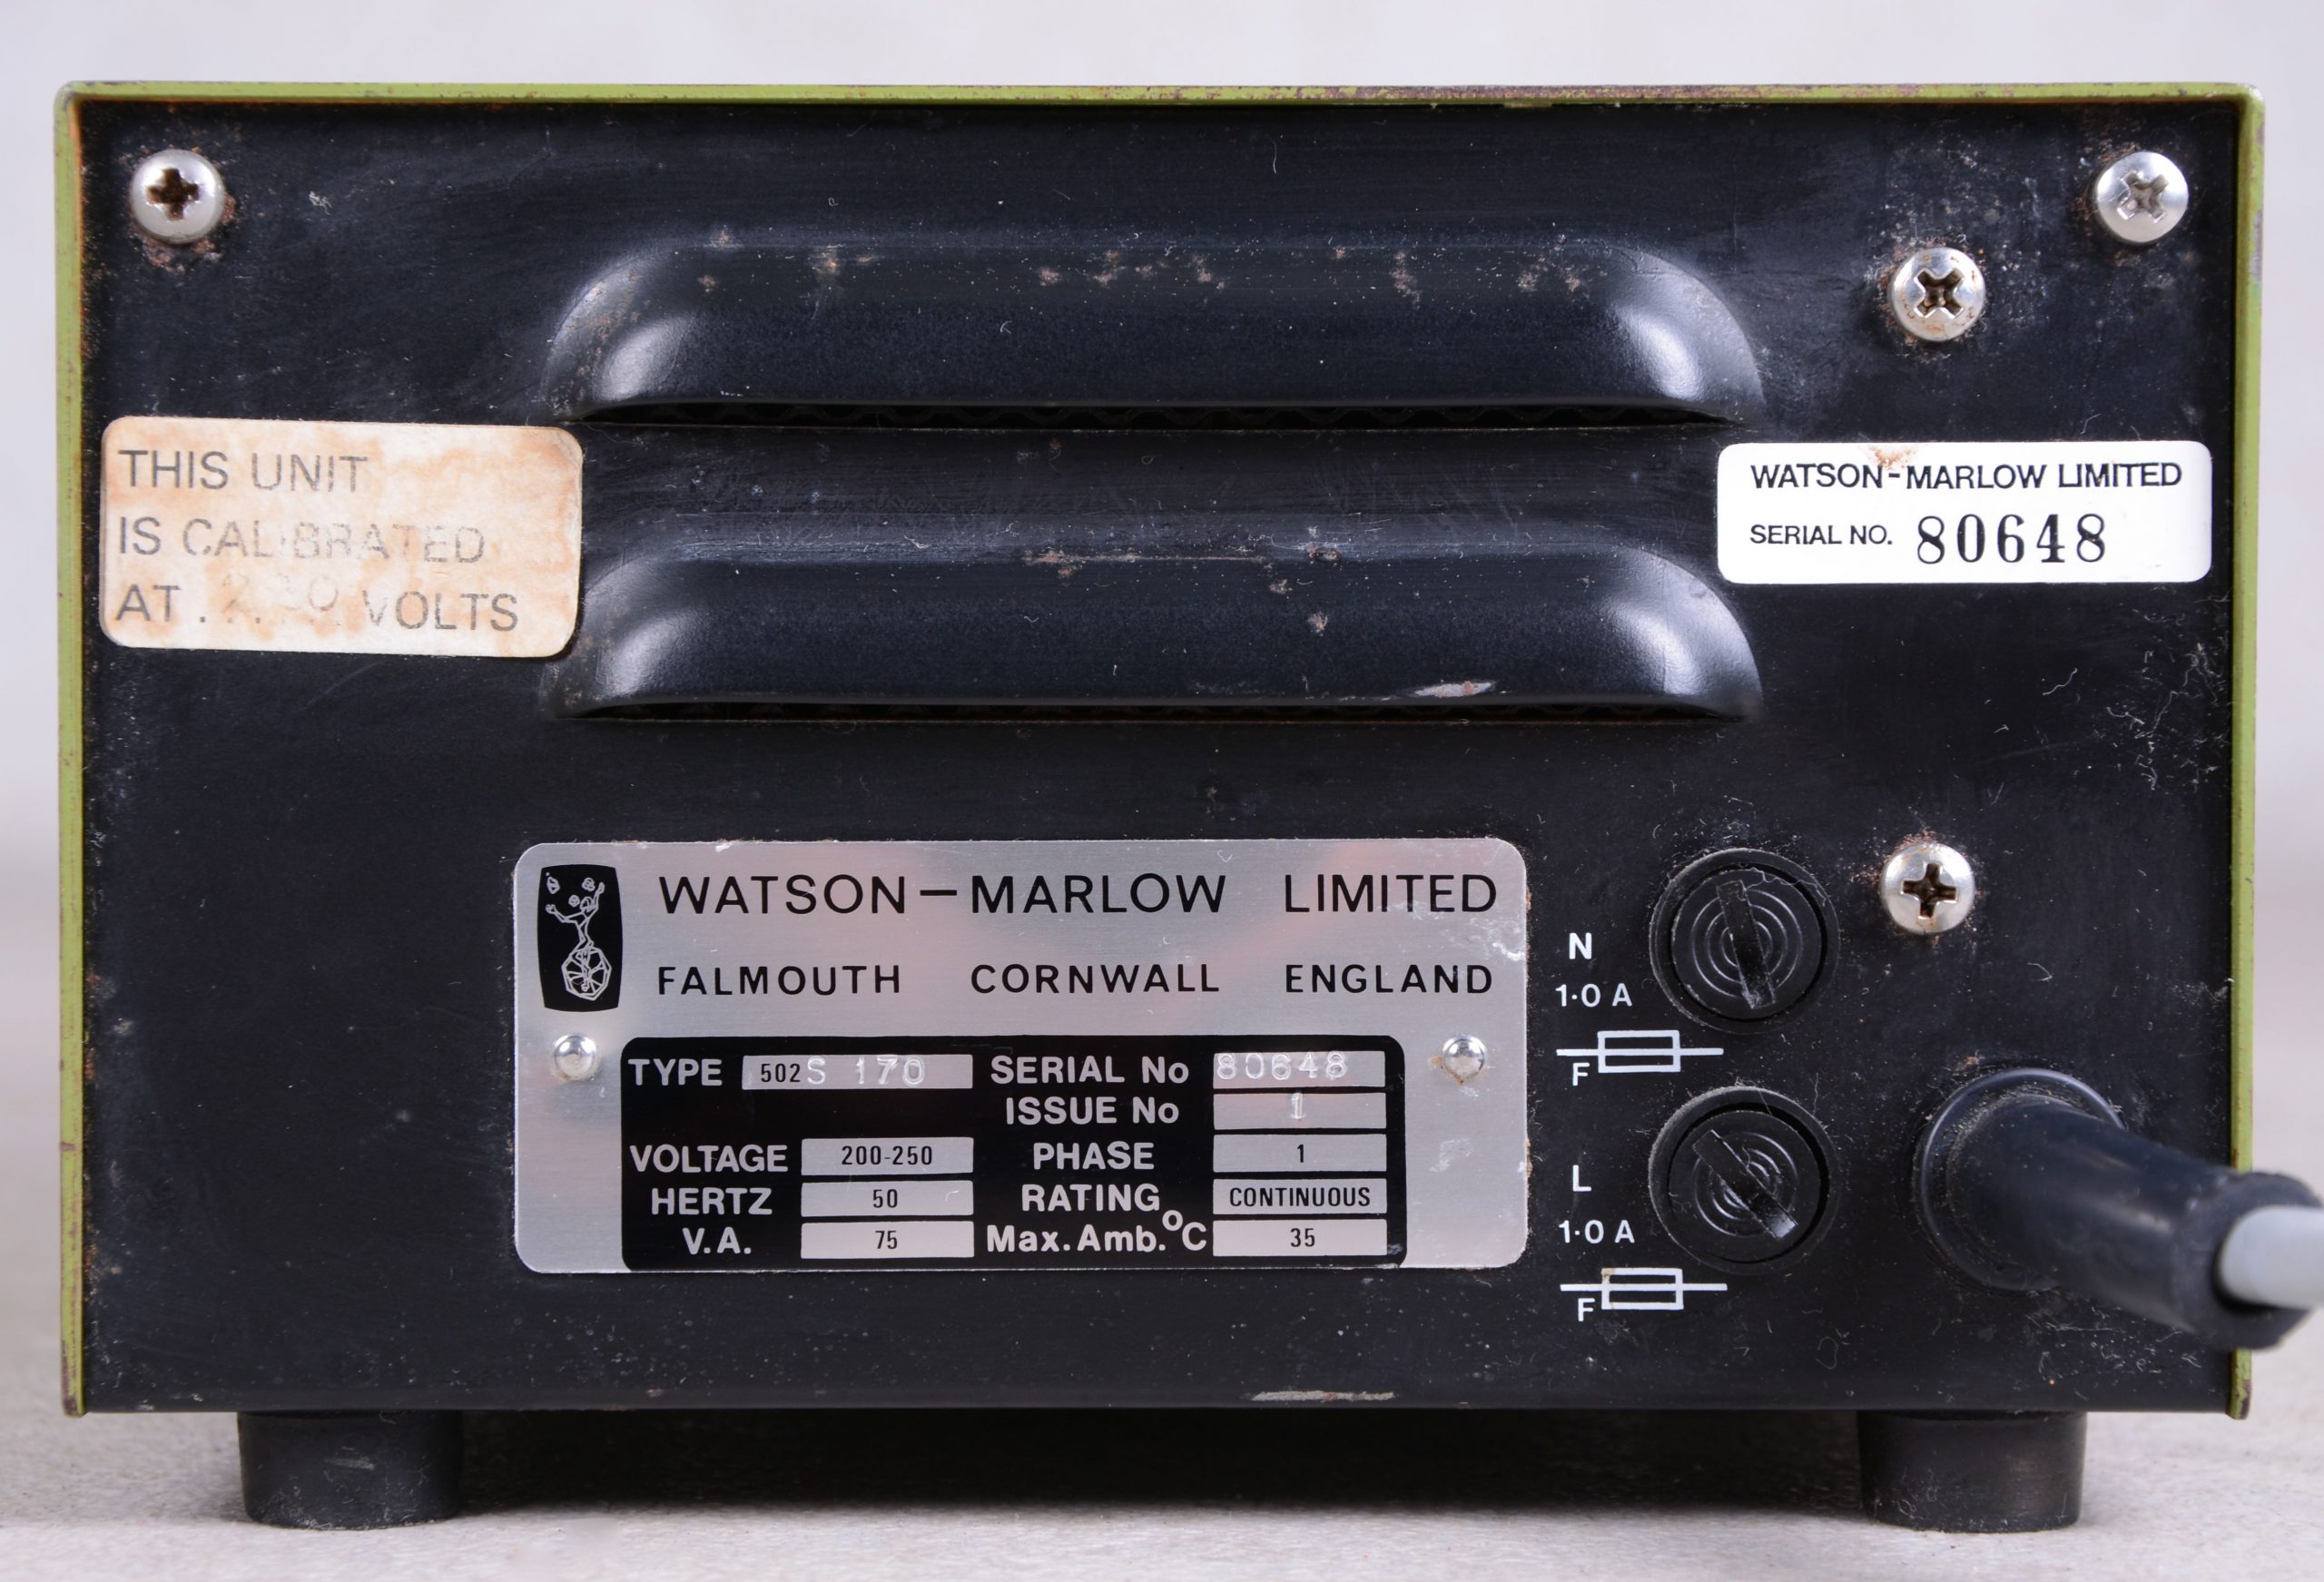 THIS UNIT
IS CALIBRATED
AT . VOLTS
WATSON-MARLOW LIMITED
SERIAL NO. 80648
WATSON-MARLOW LIMITED
FALMOUTH CORNWALL ENGLAND
TYPE 502S 170 SERIAL No 80648
ISSUE No 1
VOLTAGE 200-250 PHASE 1
HERTZ 50 RATING CONTINUOUS
V.A. 75 Max.Amb.°C 35
N
1·0 A
F
L
1·0 A
F